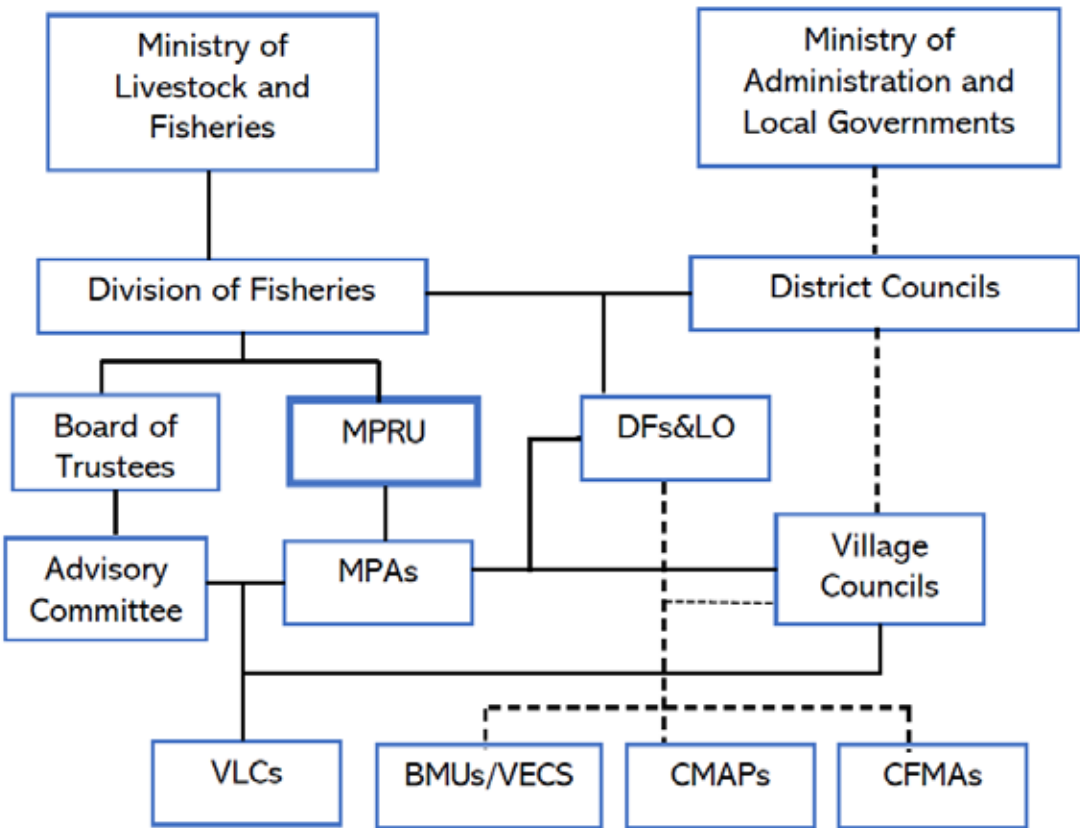 Ministry of
Livestock and
Fisheries
Ministry of
Administration and
Local Governments
Division of Fisheries
District Councils
Board of
Trustees
MPRU
DFs&LO
Advisory
Committee
MPAs
Village
Councils
VLCs
BMUs/VECS
CMAPs
CFMAs